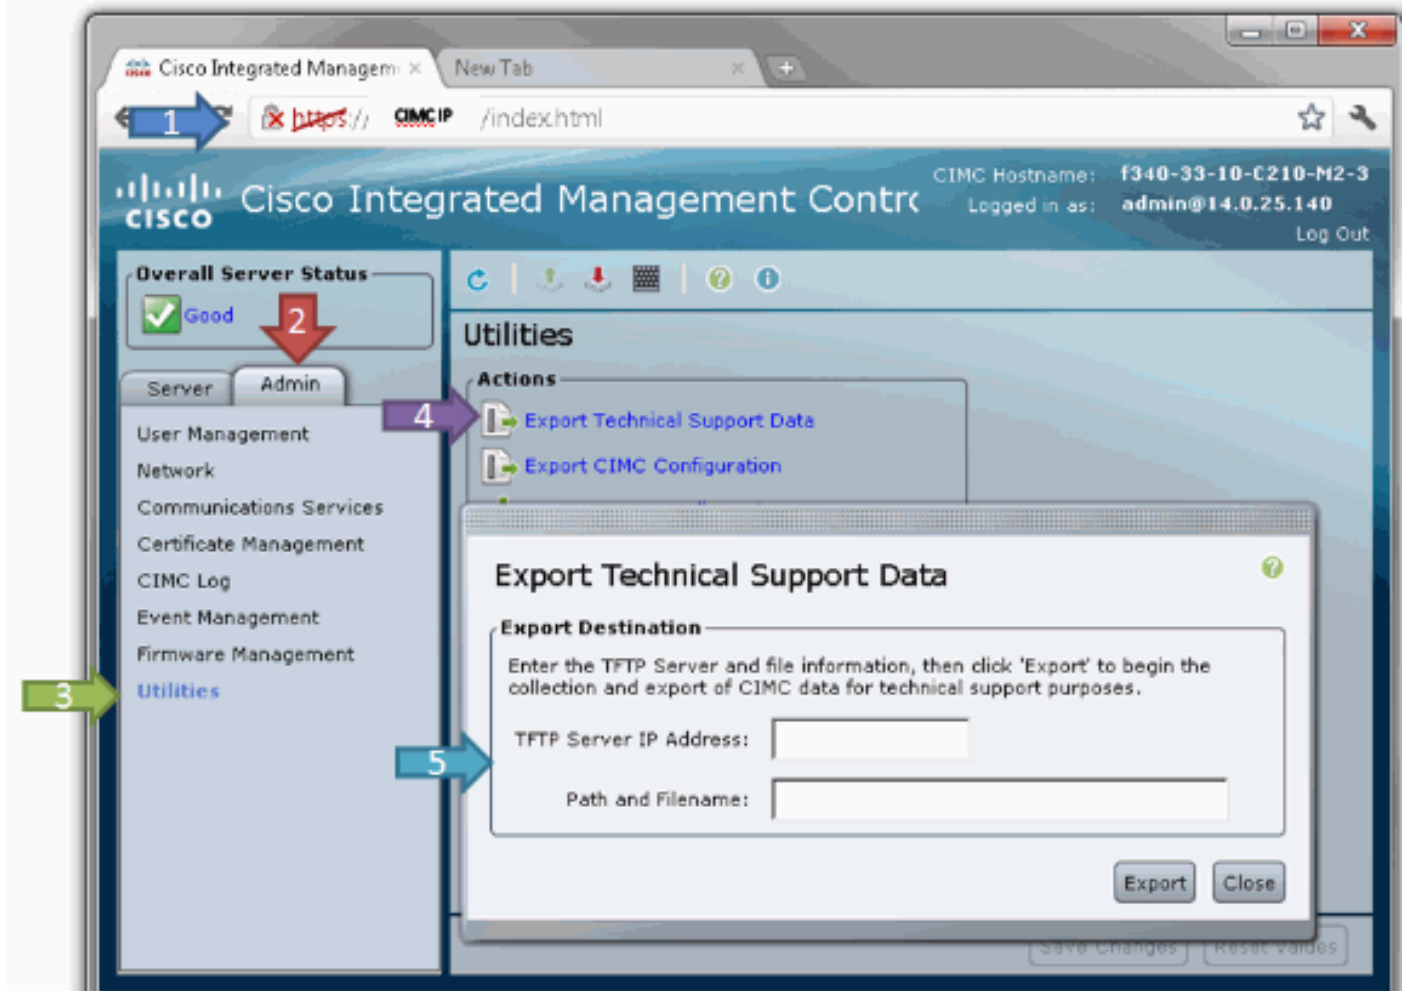 Cisco Integrated Managem
New Tab
1
https://
CIMC IP
/index.html
CISCO
Cisco Integrated Management Contr
CIMC Hostname: f340-33-10-C210-M2-3
Logged in as: admin@14.0.25.140
Log Out
Overall Server Status
Good
2
Server
Admin
User Management
Network
Communications Services
Certificate Management
CIMC Log
Event Management
Firmware Management
3
Utilities
Utilities
Actions
4
Export Technical Support Data
Export CIMC Configuration
Export Technical Support Data
Export Destination
Enter the TFTP Server and file information, then click 'Export' to begin the
collection and export of CIMC data for technical support purposes.
5
TFTP Server IP Address:
Path and Filename:
Export
Close
Save Changes
Reset Values